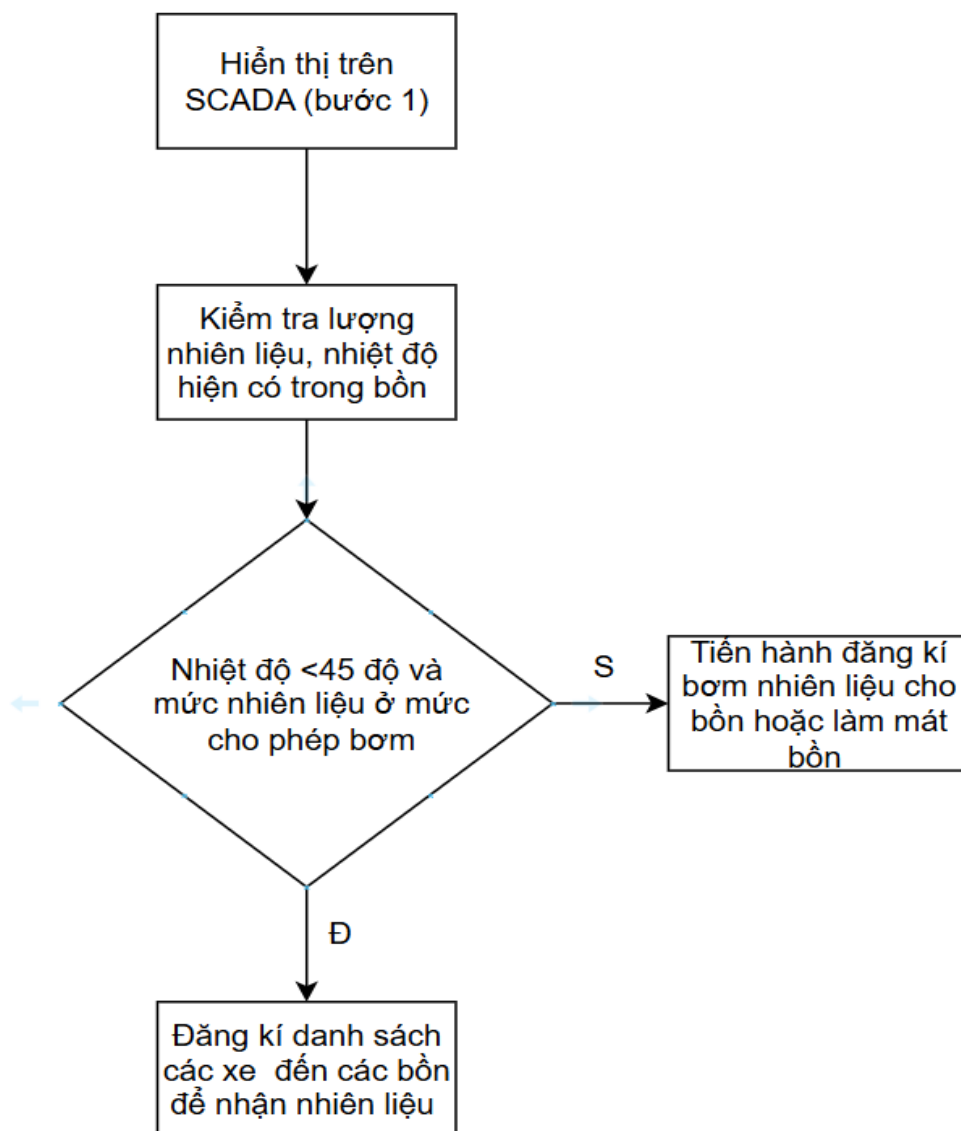 Hiển thị trên
SCADA (bước 1)
Kiểm tra lượng
nhiên liệu, nhiệt độ
hiện có trong bồn
Nhiệt độ <45 độ và
mức nhiên liệu ở mức
cho phép bơm
S
Tiến hành đăng kí
bơm nhiên liệu cho
bồn hoặc làm mát
bồn
Đ
Đăng kí danh sách
các xe đến các bồn
để nhận nhiên liệu